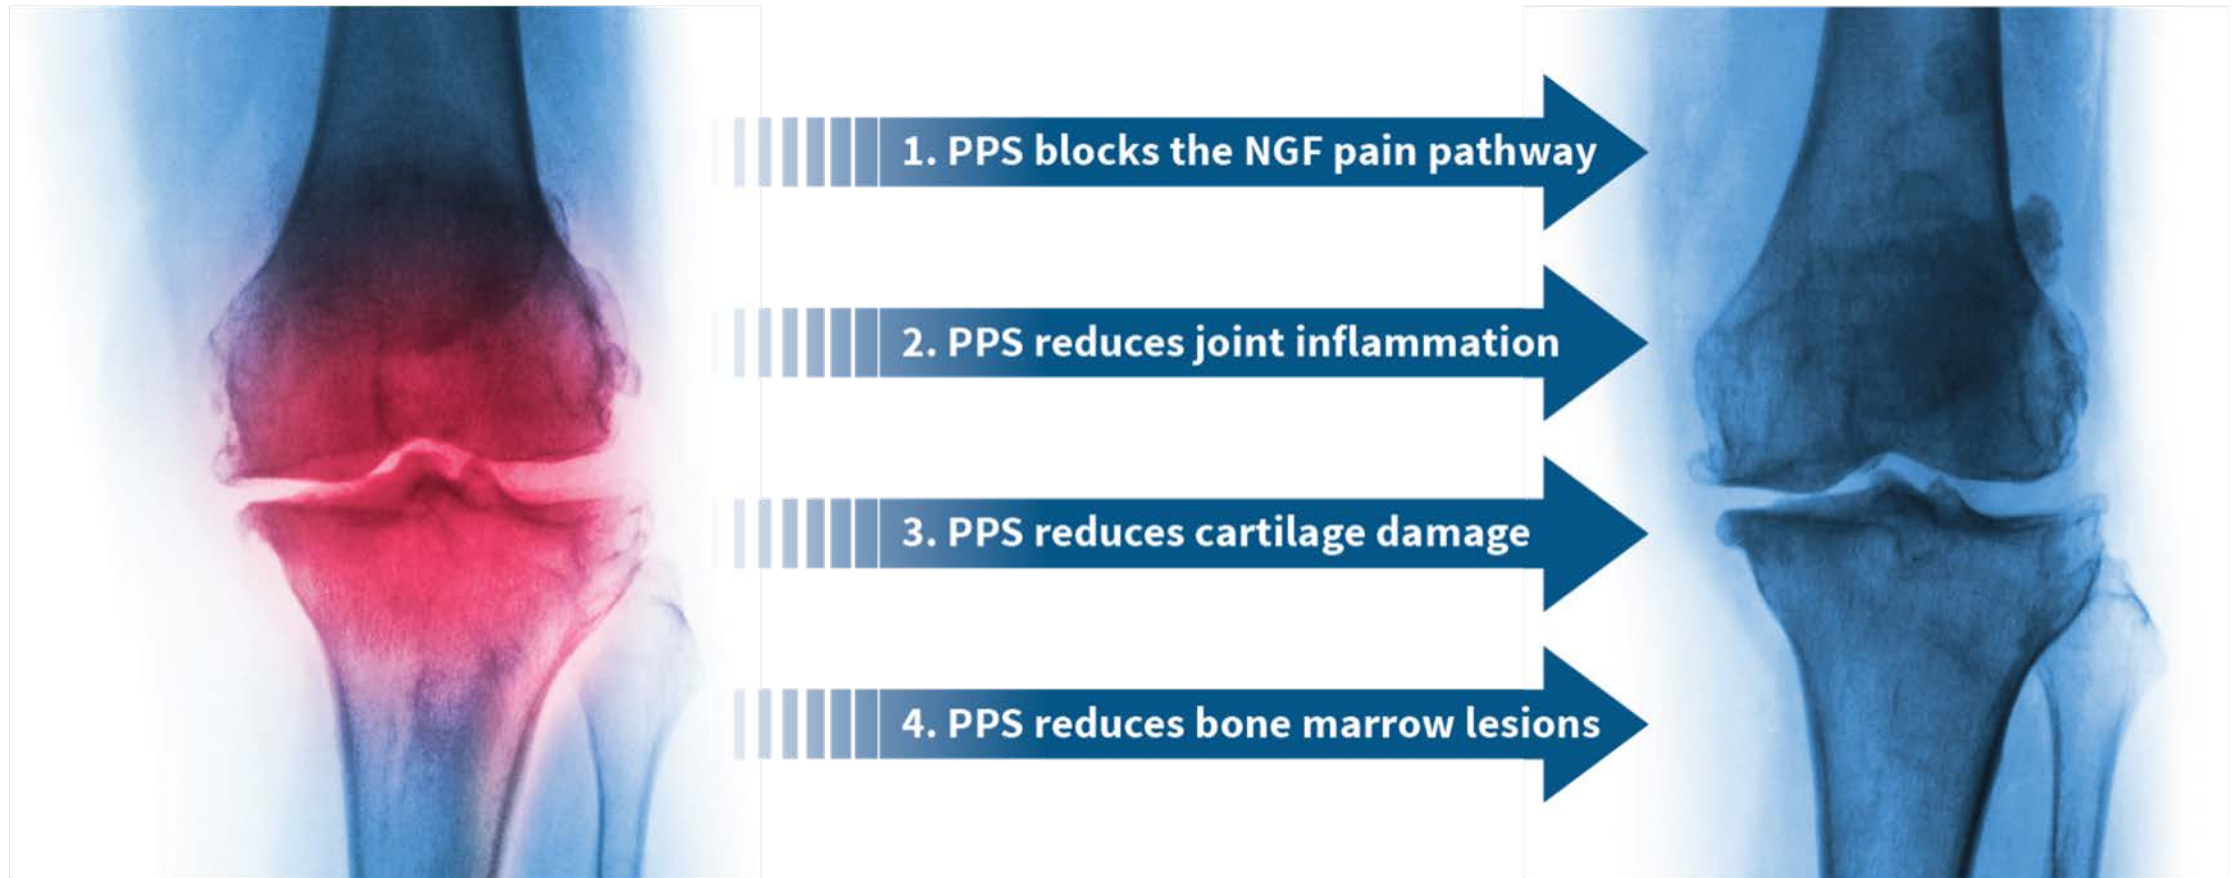 1. PPS blocks the NGF pain pathway
2. PPS reduces joint inflammation
3. PPS reduces cartilage damage
4. PPS reduces bone marrow lesions